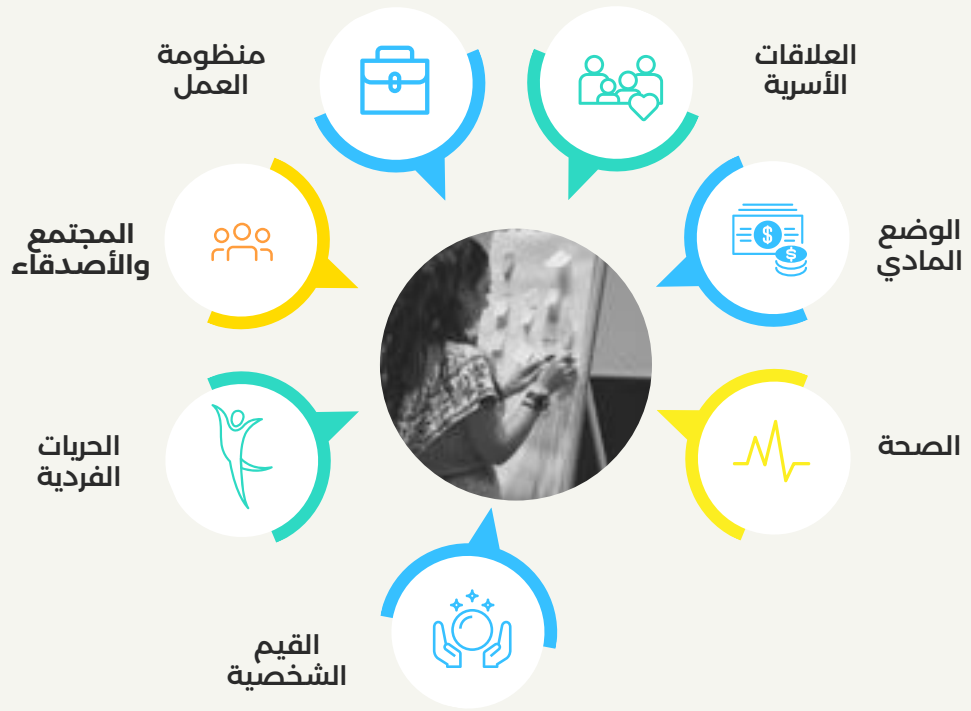 العلاقات
الأسرية
منظومة
العمل
الوضع
المادي
المجتمع
والأصدقاء
الصحة
الحريات
الفردية
القيم
الشخصية